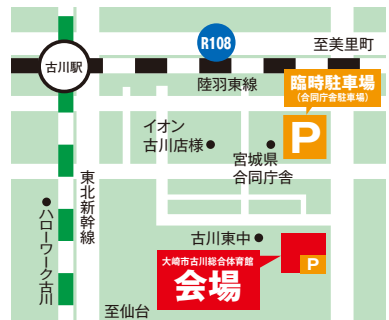 R108
至美里町
古川駅
陸羽東線
臨時駐車場
(合同庁舎駐車場)
P
イオン
古川店様
宮城県
合同庁舎
東北新幹線
ハローワーク古川
古川東中
大崎市古川総合体育館
会場
P
至仙台